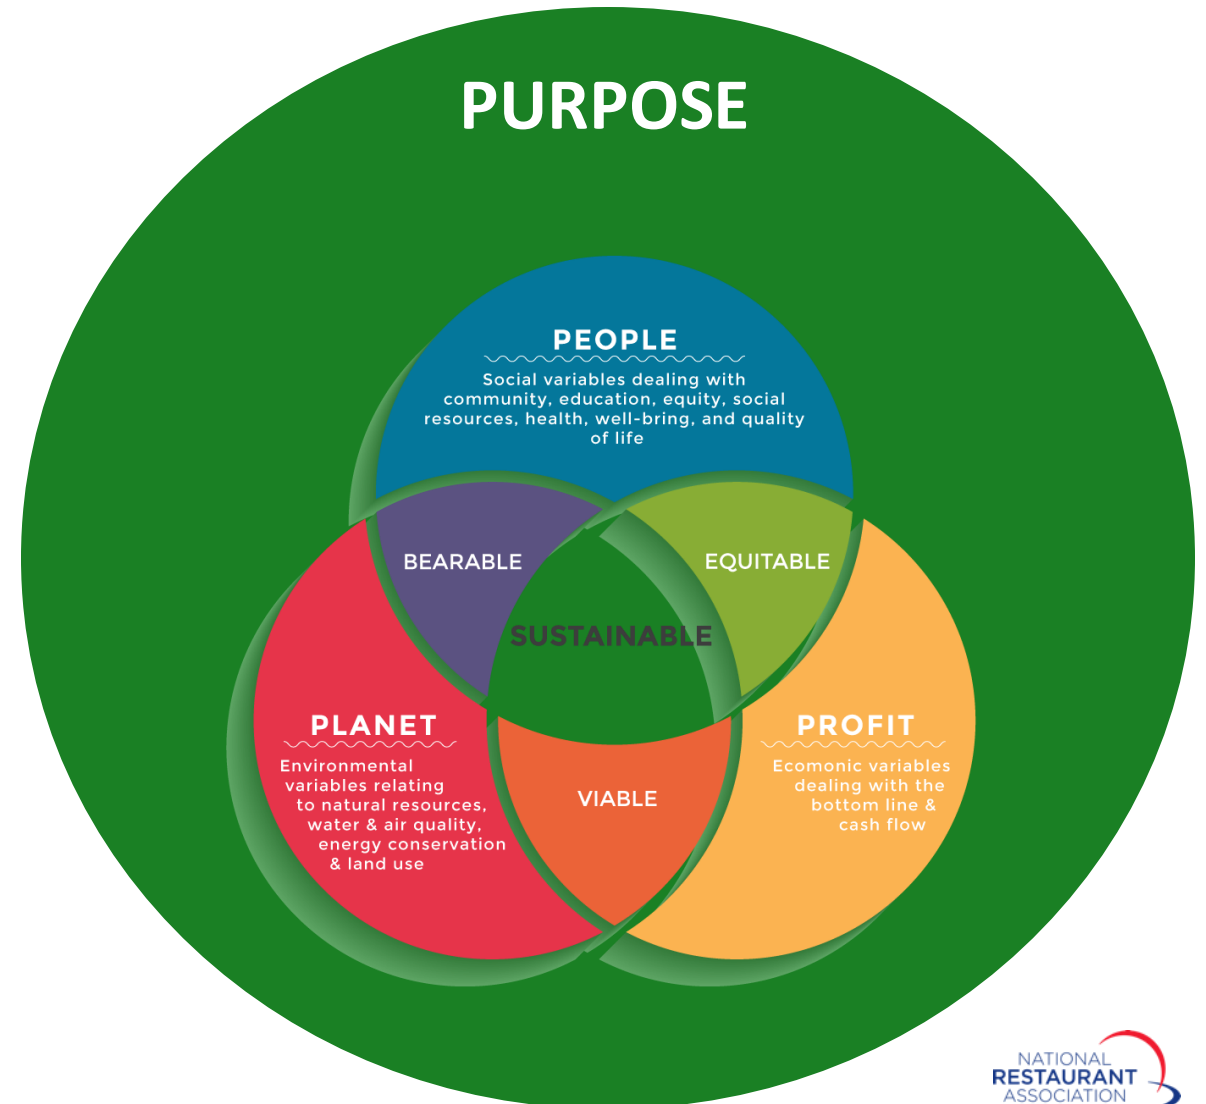 PURPOSE
PEOPLE
Social variables dealing with
community, education, equity, social
resources, health, well-bring, and quality
of life
BEARABLE
EQUITABLE
SUSTAINABLE
PLANET
Environmental
variables relating
to natural resources,
water & air quality,
energy conservation
& land use
VIABLE
PROFIT
Ecomonic variables
dealing with the
bottom line &
cash flow
NATIONAL
RESTAURANT
ASSOCIATION